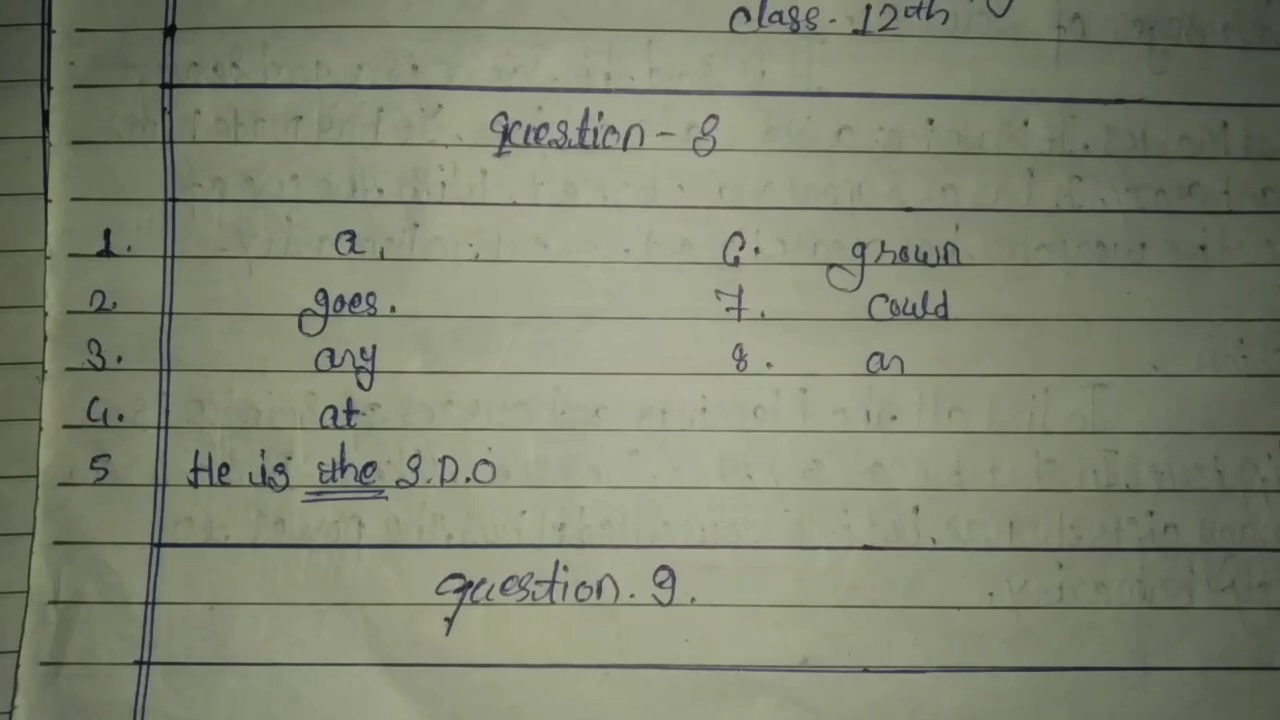 class. 12th
question - 8
1. a.
2. goes.
3. any
4. at
5 He is the S.D.O
6. grown
7. could
8. an
question. 9.